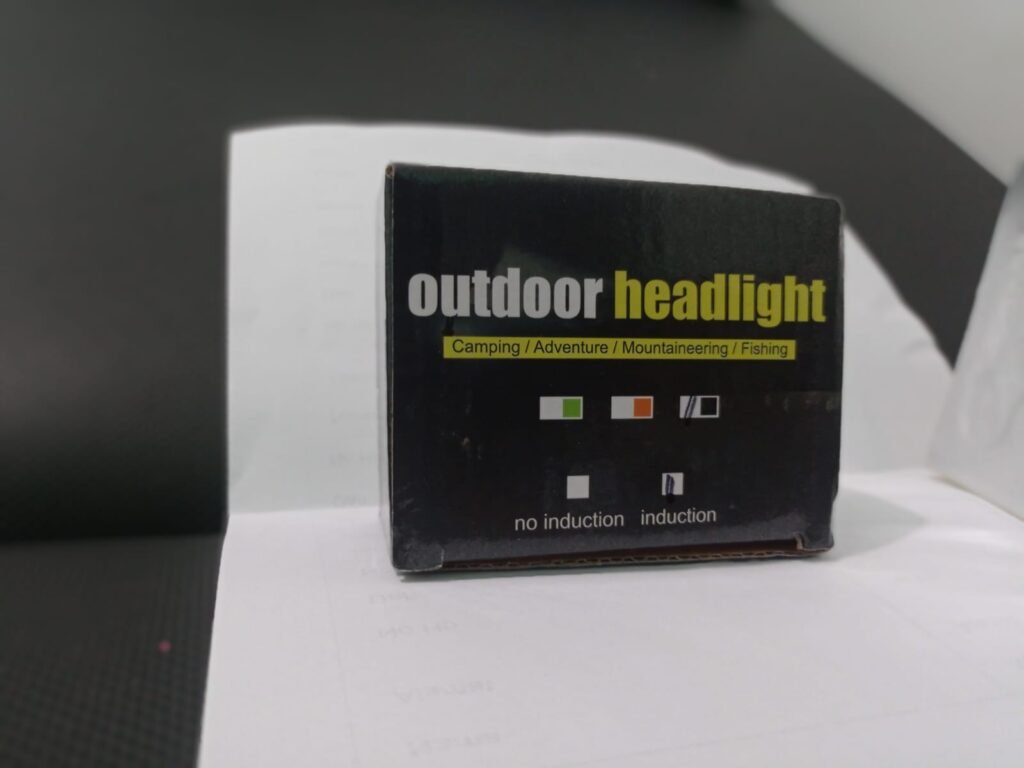 outdoor headlight
Camping / Adventure / Mountaineering / Fishing
no induction induction